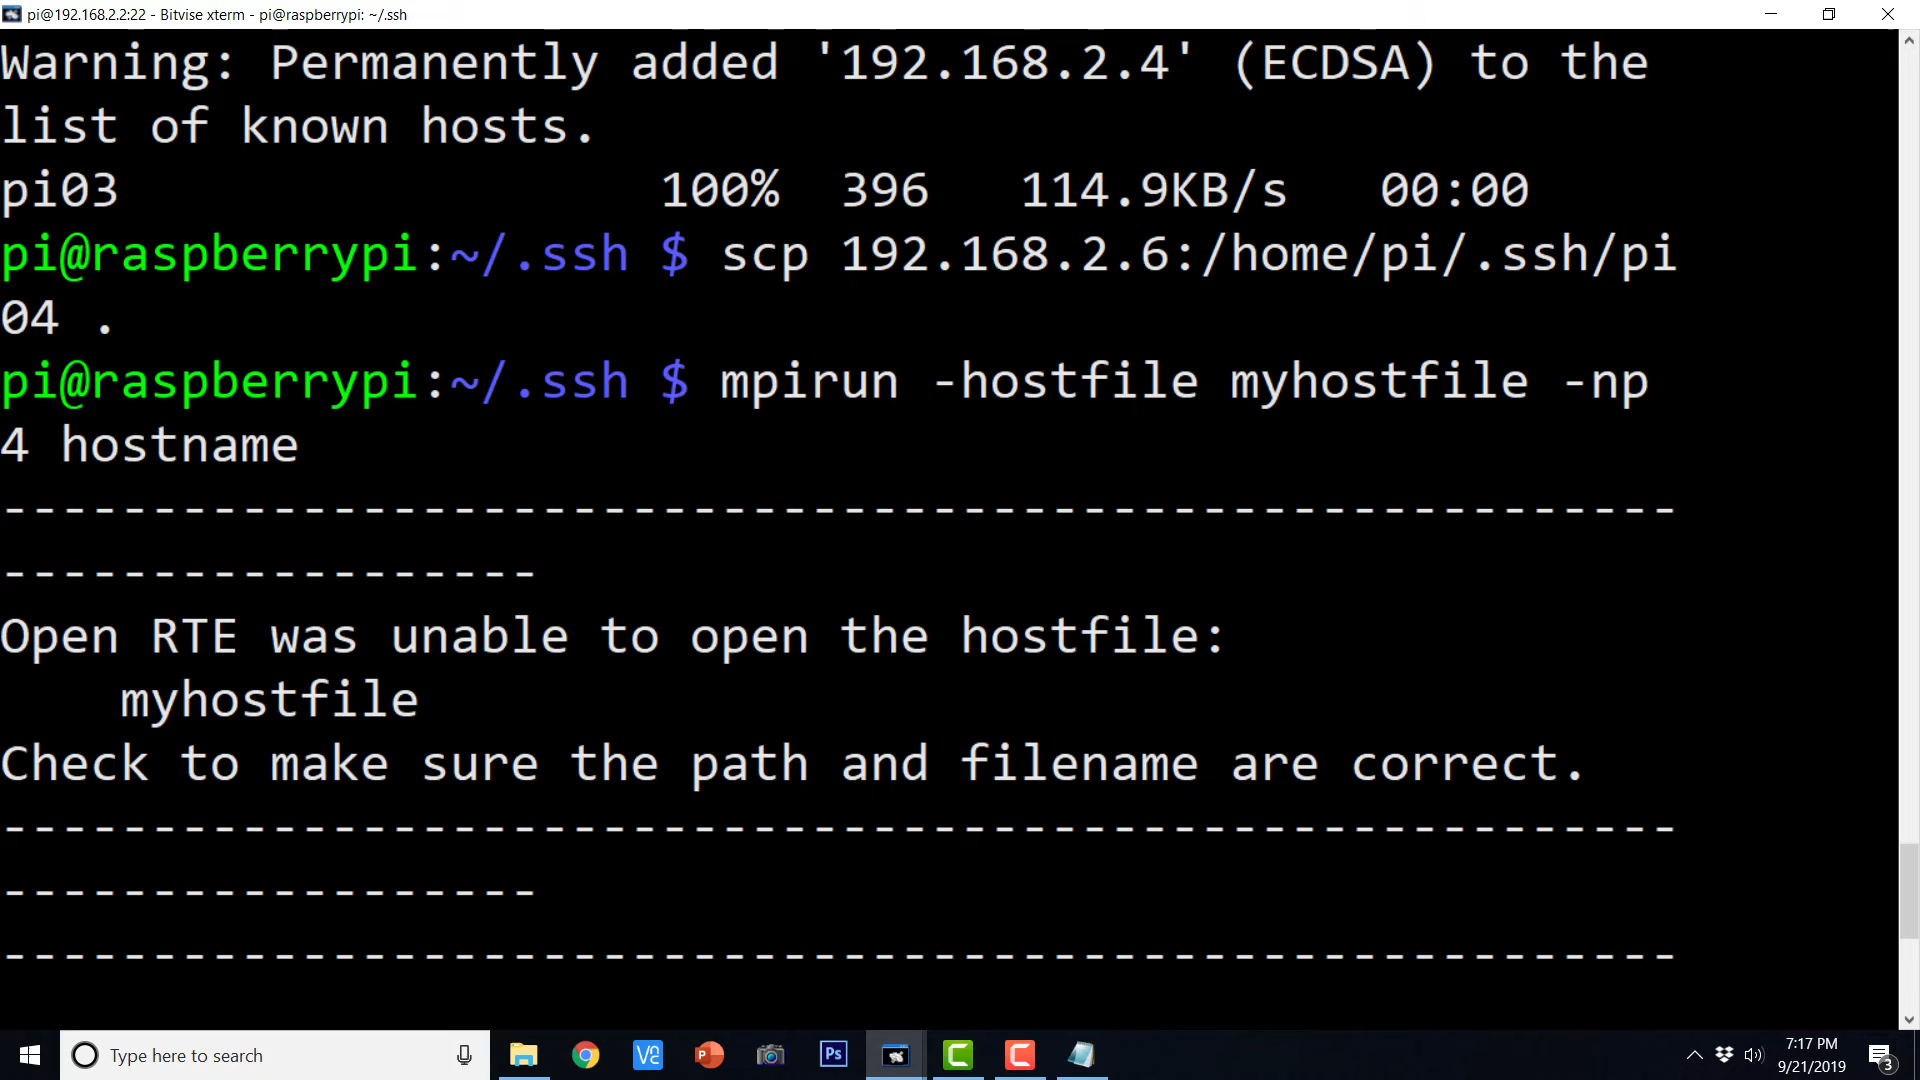 pi@192.168.2.2:22 - Bitvise xterm - pi@raspberrypi: ~/.ssh
Warning: Permanently added '192.168.2.4' (ECDSA) to the
list of known hosts.
pi03 100% 396 114.9KB/s 00:00
pi@raspberrypi:~/.ssh $ scp 192.168.2.6:/home/pi/.ssh/pi
04 .
pi@raspberrypi:~/.ssh $ mpirun -hostfile myhostfile -np
4 hostname
--------------------------------------------------------
------------------
Open RTE was unable to open the hostfile:
myhostfile
Check to make sure the path and filename are correct.
--------------------------------------------------------
------------------
--------------------------------------------------------
Type here to search
Ps
7:17 PM
9/21/2019
3